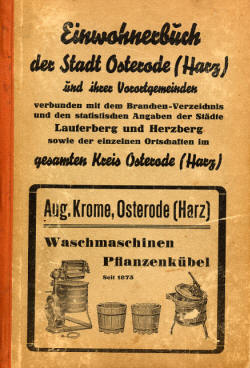 Einwohnerbuch
der Stadt Osterode (Harz)
und ihrer Vorortgemeinden
verbunden mit dem Branchen-Verzeichnis
und den statistischen Angaben der Städte
Lauterberg und Herzberg
sowie der einzelnen Ortschaften im
gesamten Kreis Osterode (Harz)
Aug. Krome, Osterode (Harz)
Waschmaschinen
Pflanzenkübel
Seit 1875